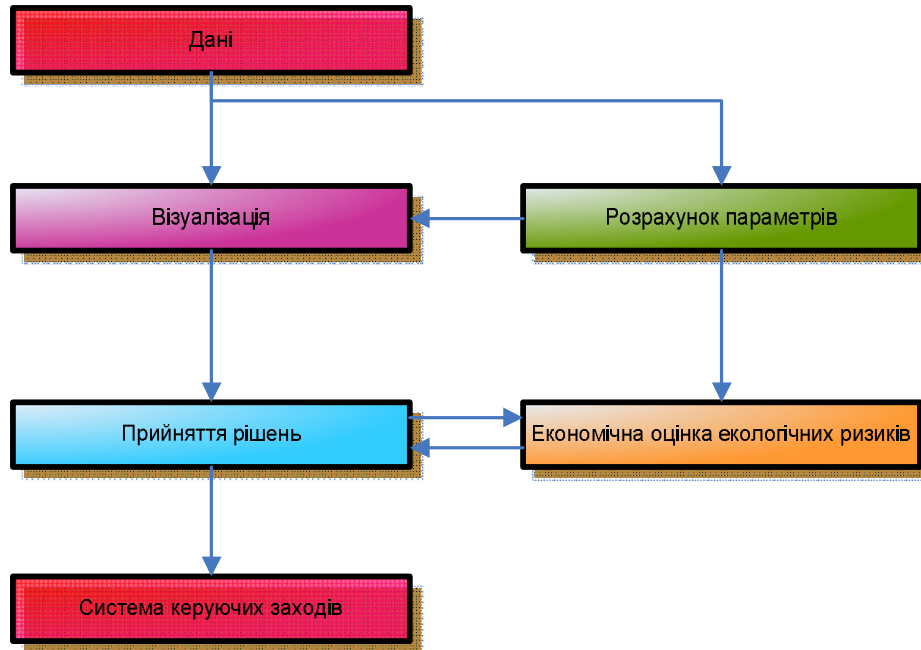 Дані
Візуалізація
Розрахунок параметрів
Прийняття рішень
Економічна оцінка екологічних ризиків
Система керуючих заходів